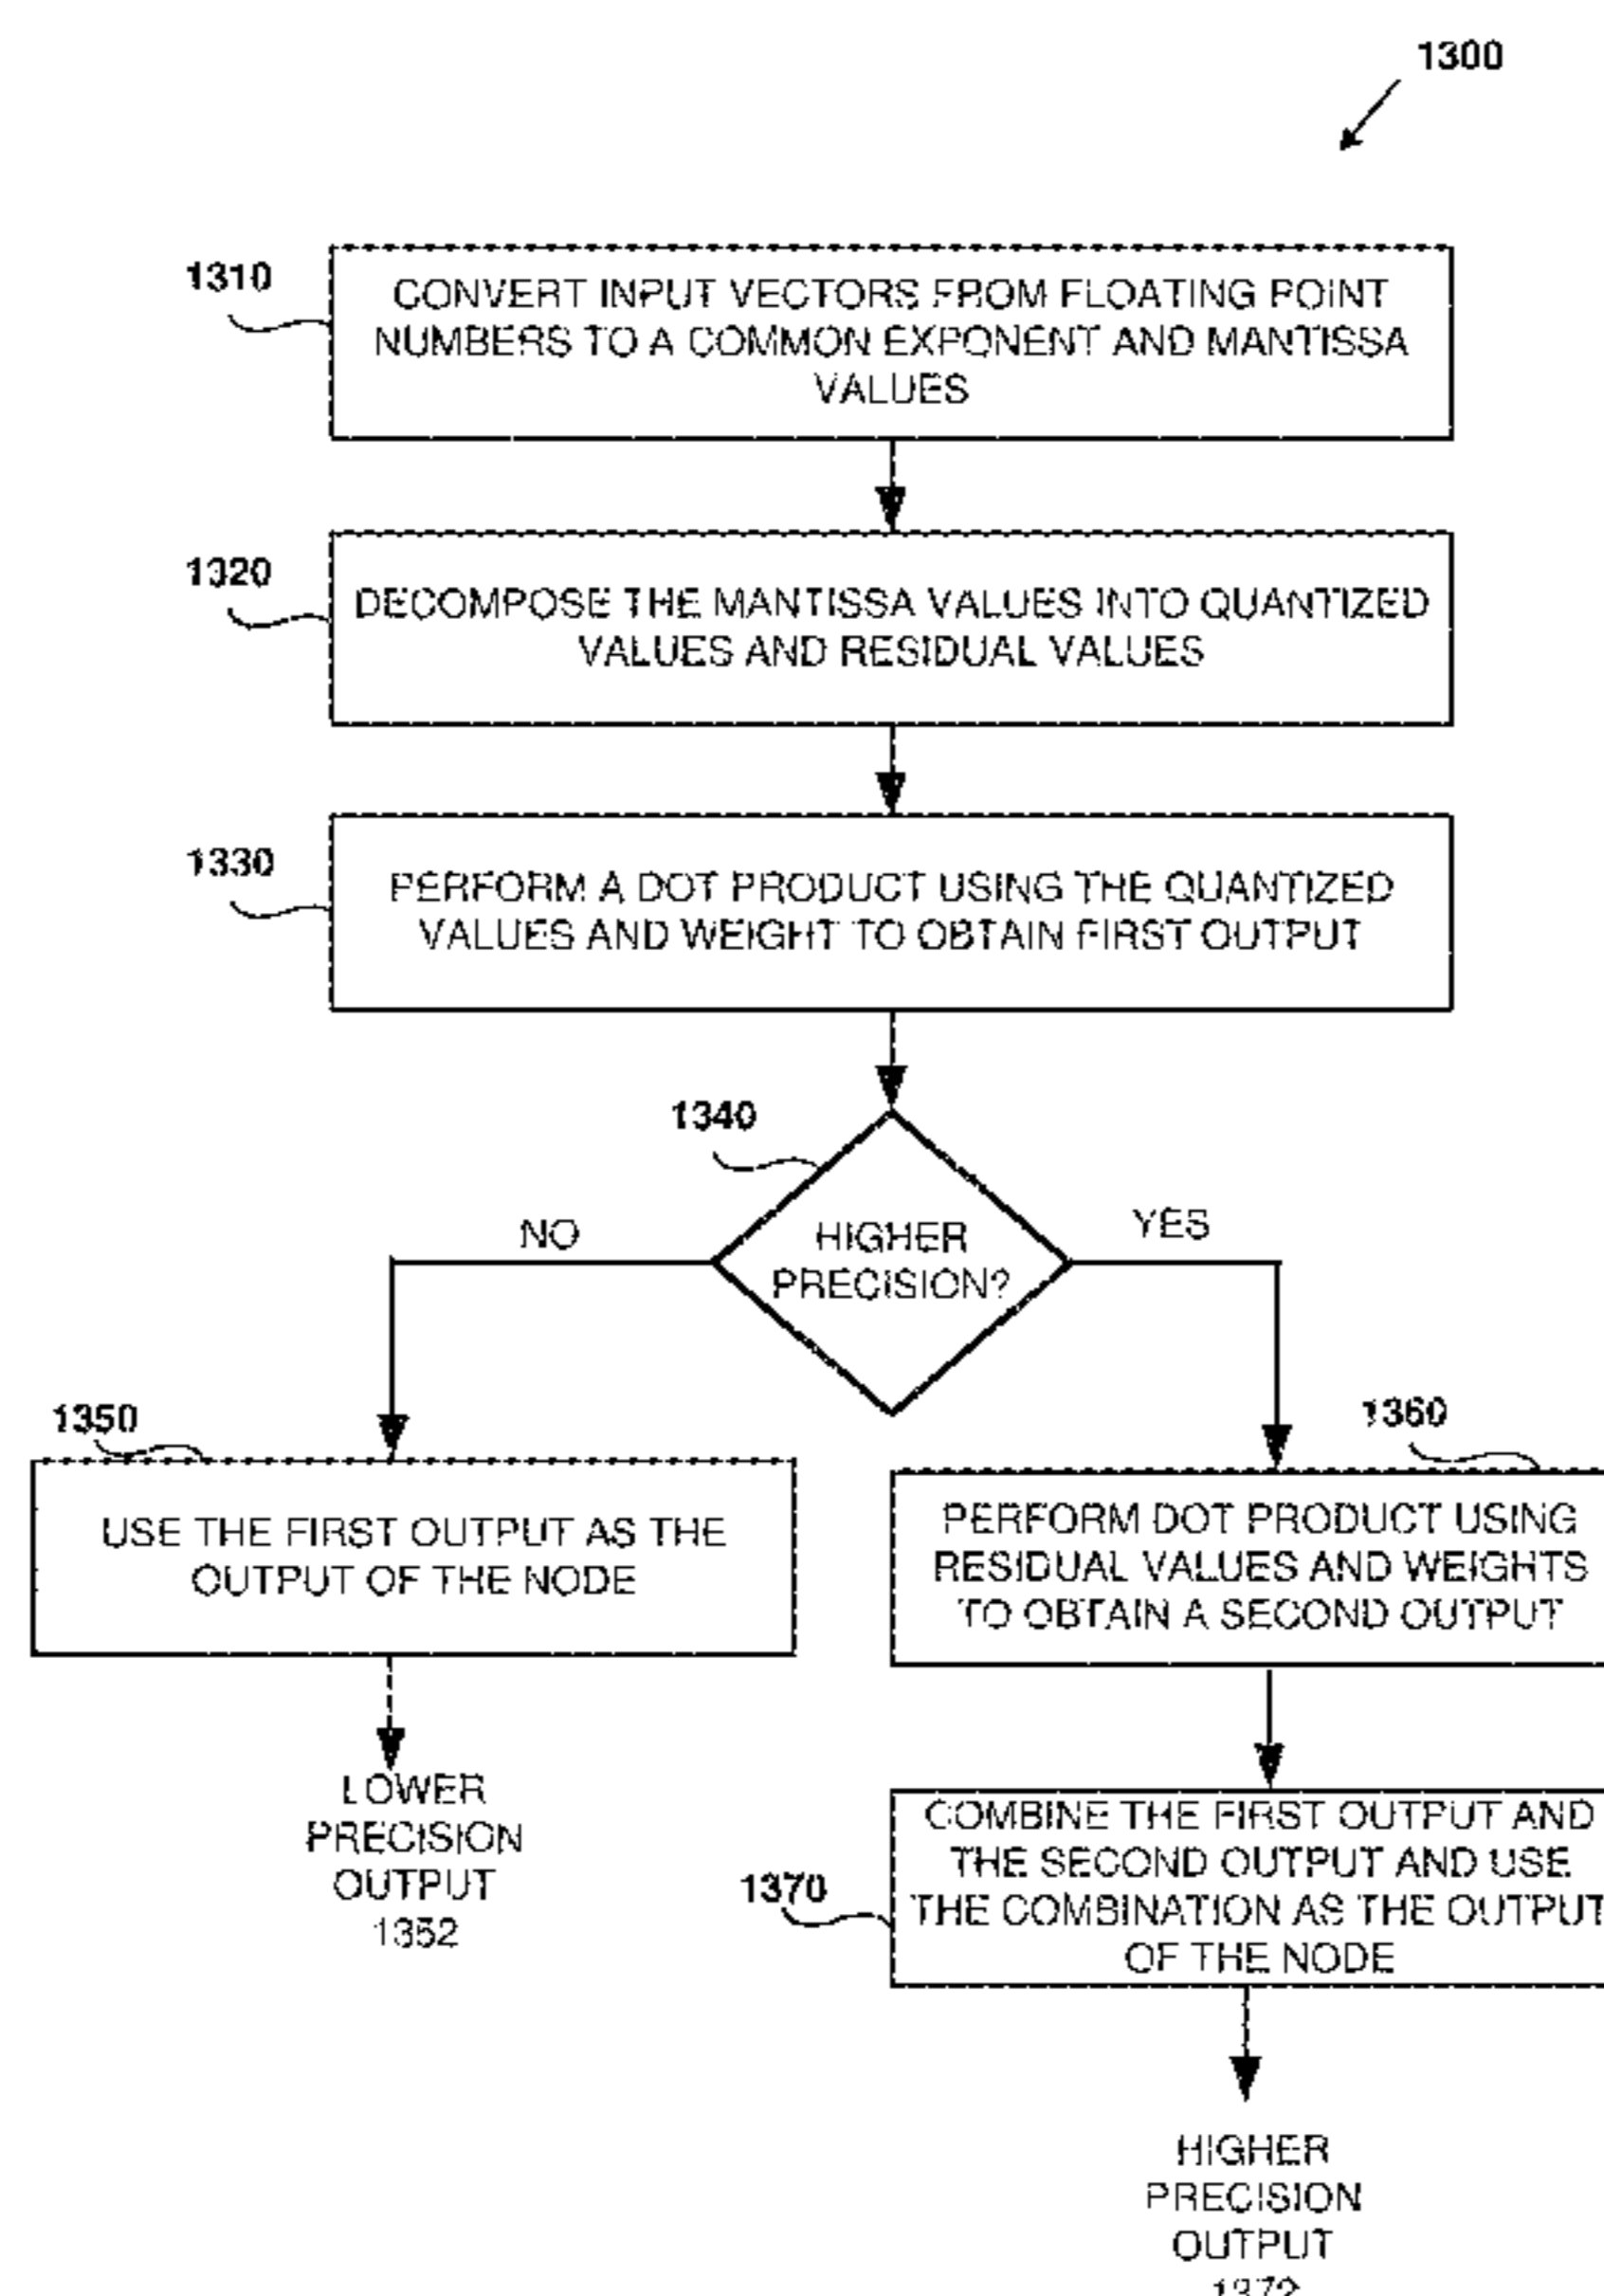 1300
1310
CONVERT INPUT VECTORS FROM FLOATING POINT
NUMBERS TO A COMMON EXPONENT AND MANTISSA
VALUES
1320
DECOMPOSE THE MANTISSA VALUES INTO QUANTIZED
VALUES AND RESIDUAL VALUES
1330
PERFORM A DOT PRODUCT USING THE QUANTIZED
VALUES AND WEIGHT TO OBTAIN FIRST OUTPUT
1340
HIGHER
PRECISION?
NO
YES
1350
USE THE FIRST OUTPUT AS THE
OUTPUT OF THE NODE
LOWER
PRECISION
OUTPUT
1352
1360
PERFORM DOT PRODUCT USING
RESIDUAL VALUES AND WEIGHTS
TO OBTAIN A SECOND OUTPUT
1370
COMBINE THE FIRST OUTPUT AND
THE SECOND OUTPUT AND USE
THE COMBINATION AS THE OUTPUT
OF THE NODE
HIGHER
PRECISION
OUTPUT
1372